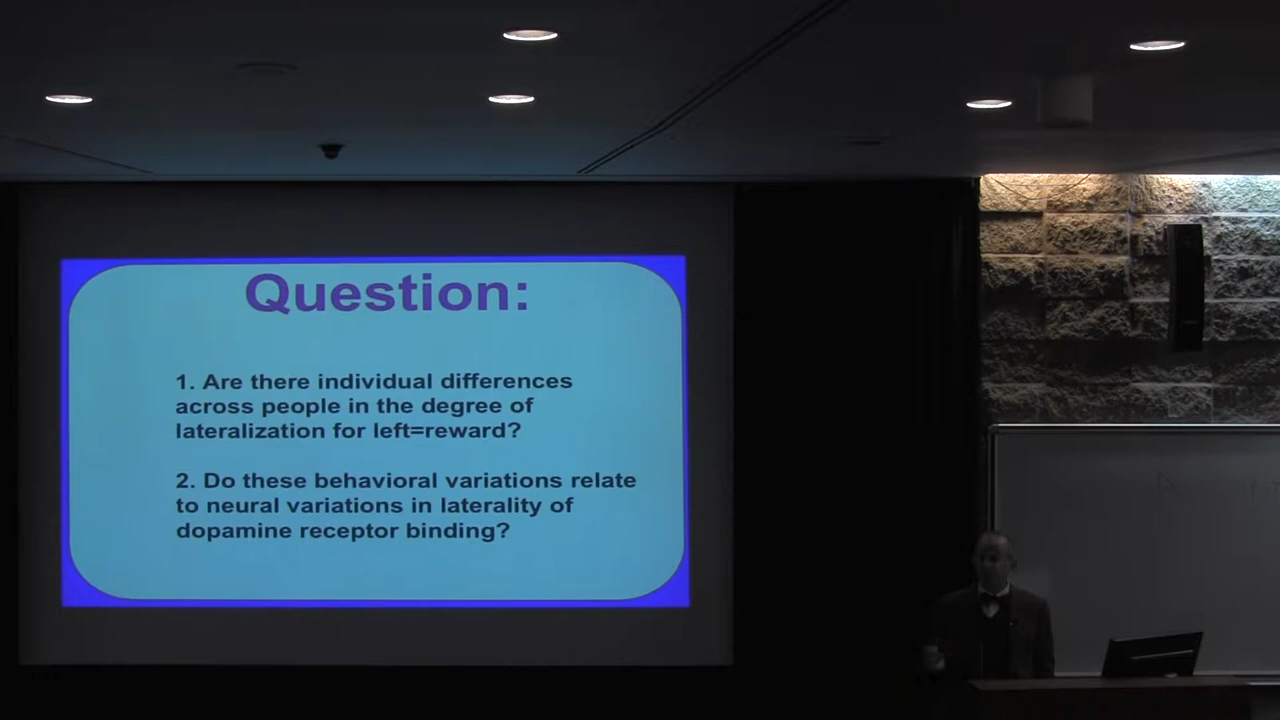 Question:
1. Are there individual differences
across people in the degree of
lateralization for left=reward?
2. Do these behavioral variations relate
to neural variations in laterality of
dopamine receptor binding?